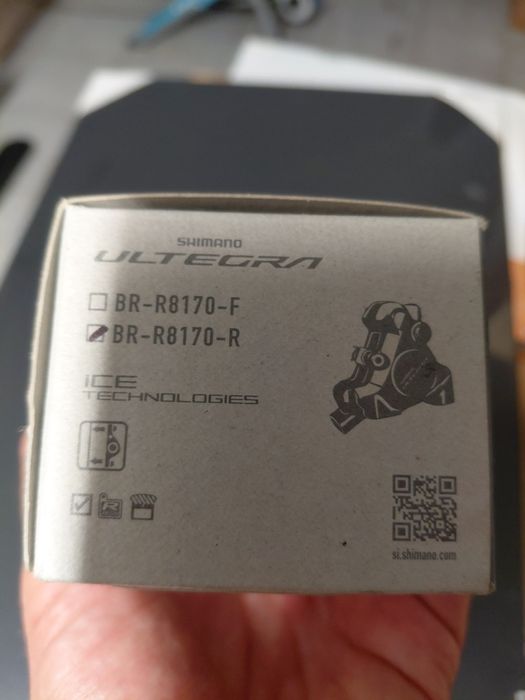 SHIMANO
ULTEGRA
BR-R8170-F
BR-R8170-R
ICE
TECHNOLOGIES
si.shimano.com